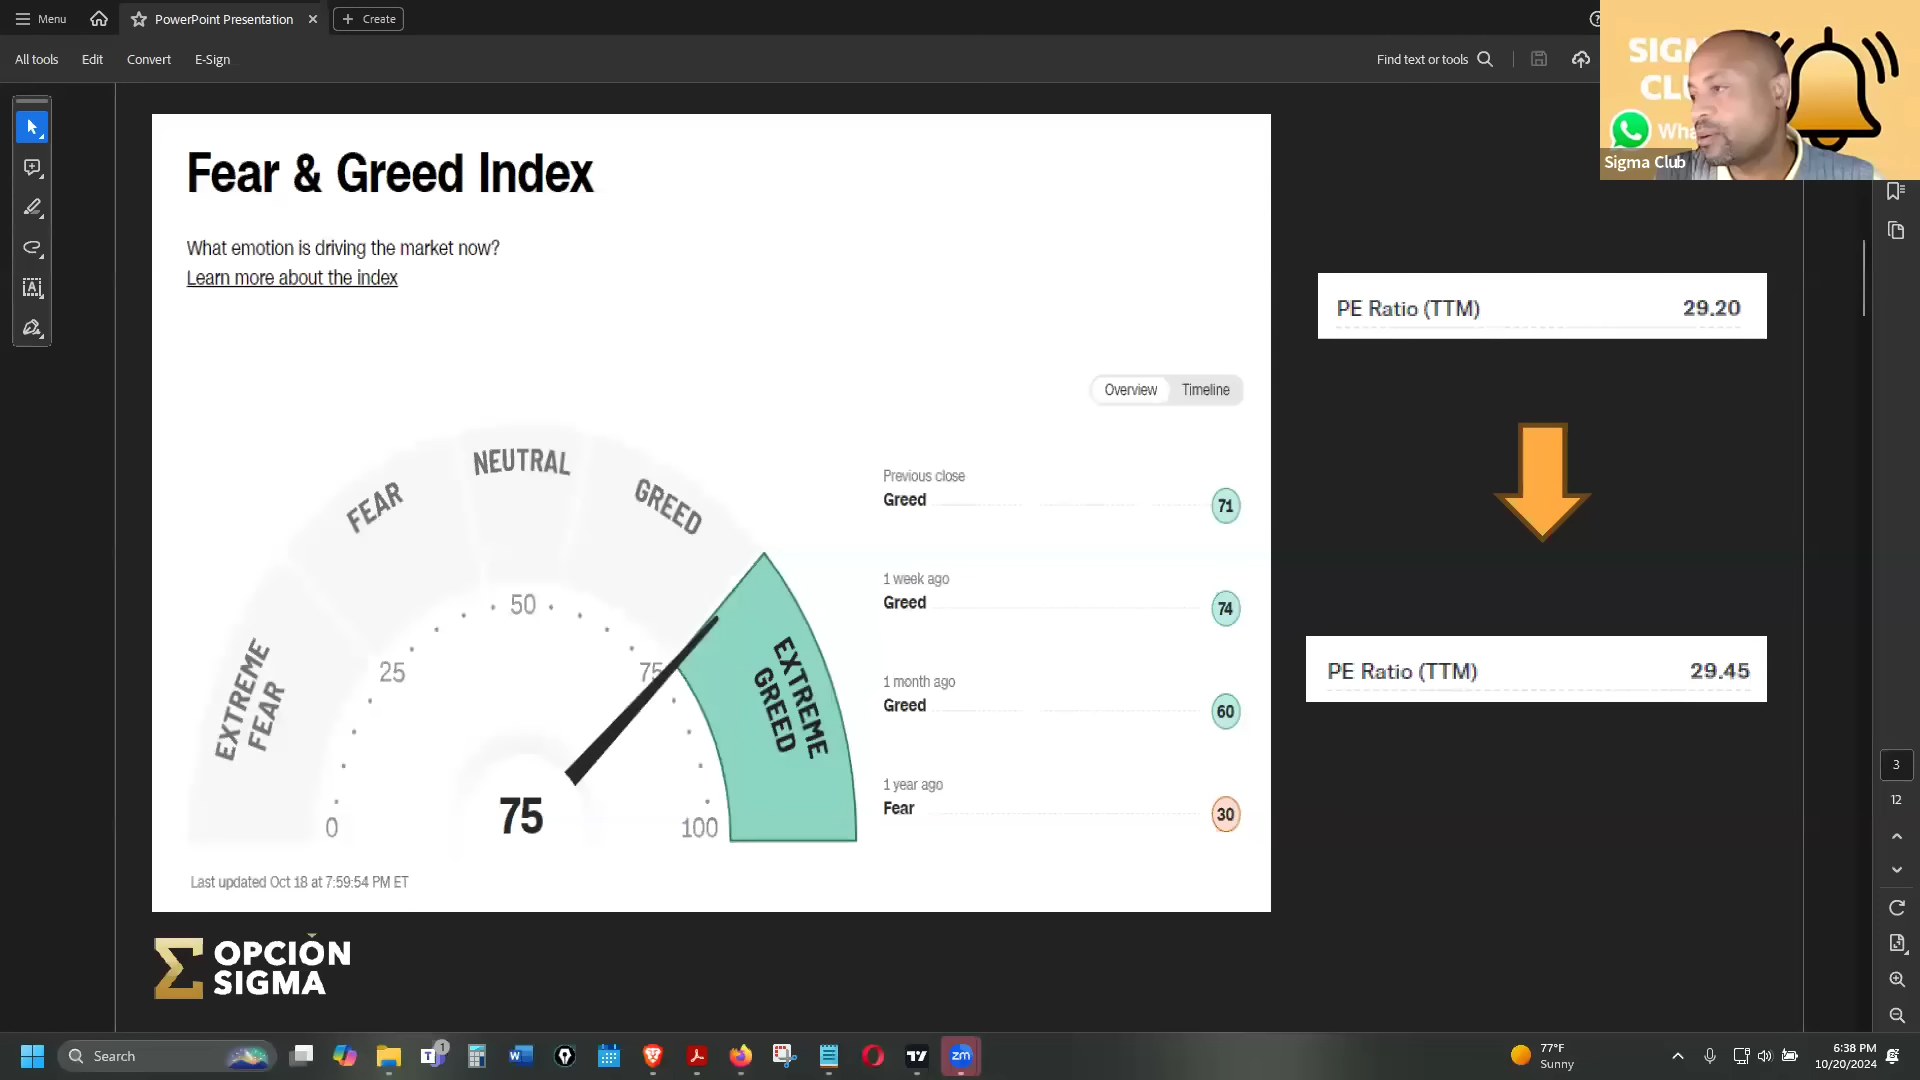 Menu
PowerPoint Presentation
Create
All tools
Edit
Convert
E-Sign
Find text or tools
Sigma Club
Fear & Greed Index
What emotion is driving the market now?
Learn more about the index
Overview
Timeline
EXTREME FEAR
FEAR
NEUTRAL
GREED
EXTREME GREED
0
25
50
75
100
75
Previous close
Greed
71
1 week ago
Greed
74
1 month ago
Greed
60
1 year ago
Fear
30
Last updated Oct 18 at 7:59:54 PM ET
PE Ratio (TTM) 29.20
PE Ratio (TTM) 29.45
OPCIÓN
SIGMA
3
12
Search
1
77°F
Sunny
6:38 PM
10/20/2024